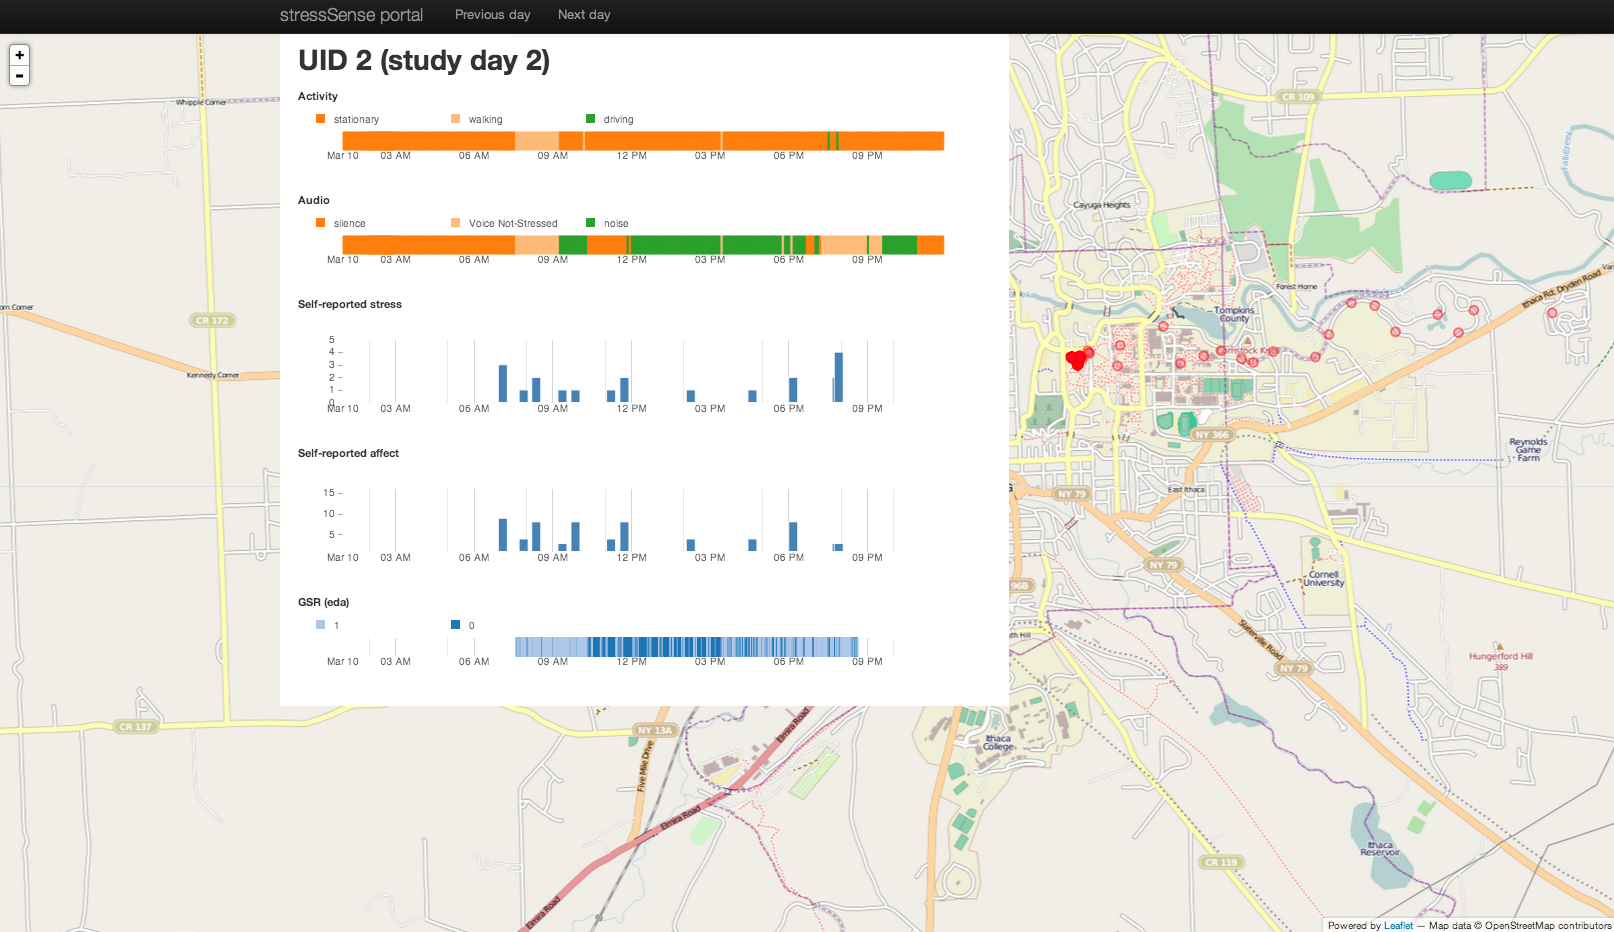 stressSense portal Previous day Next day
+
-
UID 2 (study day 2)
Activity
stationary walking driving
Mar 10 03 AM 06 AM 09 AM 12 PM 03 PM 06 PM 09 PM
Audio
silence Voice Not-Stressed noise
Mar 10 03 AM 06 AM 09 AM 12 PM 03 PM 06 PM 09 PM
Self-reported stress
5
4
3
2
1
0
Mar 10 03 AM 06 AM 09 AM 12 PM 03 PM 06 PM 09 PM
Self-reported affect
15
10
5
Mar 10 03 AM 06 AM 09 AM 12 PM 03 PM 06 PM 09 PM
GSR (eda)
1 0
Mar 10 03 AM 06 AM 09 AM 12 PM 03 PM 06 PM 09 PM
Whipple Corner
CR 109
Fall Creek
Cayuga Heights
Forest Home
Ithaca Rd. Dryden Road
Corner
CR 172
Tompkins
County
Kennedy Corner
NY 366
Reynolds
Game
Farm
East Ithaca
NY 79
NY 79
Cornell
University
96B
Slaterville Road
Hungerford Hill
389
NY 79
CR 137
NY 13A
Elmira Road
Ithaca
College
Five Mile Drive
Elmira Road
Ithaca
Reservoir
CR 119
Elmira Road
Powered by Leaflet — Map data © OpenStreetMap contributors